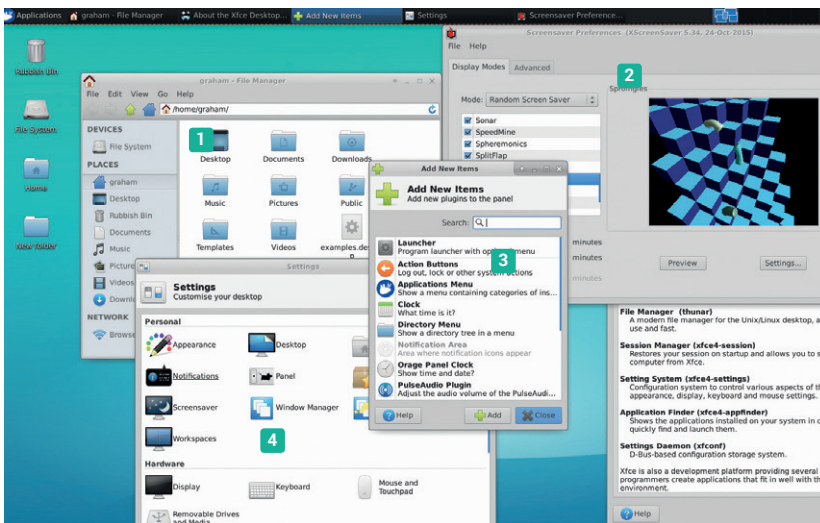 Applications
graham - File Manager
About the Xfce Desktop...
Add New Items
Settings
Screensaver Preference...
Rubbish Bin
File System
Home
New folder
graham - File Manager
File Edit View Go Help
/home/graham/
DEVICES
File System
PLACES
graham
Desktop
Rubbish Bin
Documents
Music
Picture
Videos
Downlo
NETWORK
Browse
1
Desktop
Documents
Downloads
Music
Pictures
Public
Templates
Videos
examples.des
Screensaver Preferences (XScreenSaver 5.34, 24-Oct-2015)
File Help
Display Modes
Advanced
2
Mode: Random Screen Saver
Sonar
SpeedMine
Spheremonics
SplitFlap
minutes
minutes
minutes
Preview
Settings...
Add New Items
Add New Items
Add new plugins to the panel
Search:
3
Launcher
Program launcher with menu
Action Buttons
Log out, lock or other system actions
Applications Menu
Show a menu containing categories of ins...
Clock
What time is it?
Directory Menu
Show a directory tree in a menu
Notification Area
Area where notification icons appear
Orage Panel Clock
Show time and date?
PulseAudio Plugin
Adjust the audio volume of the PulseAudi...
Help
Add
Close
Settings
Settings
Customise your desktop
Personal
Appearance
Desktop
Notifications
Panel
Screensaver
Window Manager
Workspaces
4
Hardware
Display
Keyboard
Mouse and
Touchpad
Removable Drives
and Media
File Manager (thunar)
A modern file manager for the Unix/Linux desktop, a
use and fast.
Session Manager (xfce4-session)
Restores your session on startup and allows you to s
computer from Xfce.
Setting System (xfce4-settings)
Configuration system to control various aspects of th
appearance, display, keyboard and mouse settings.
Application Finder (xfce4-appfinder)
Shows the applications installed on your system in c
quickly find and launch them.
Settings Daemon (xfconf)
D-Bus-based configuration storage system.
Xfce is also a development platform providing several
programmers create applications that fit in well with th
environment.
Help